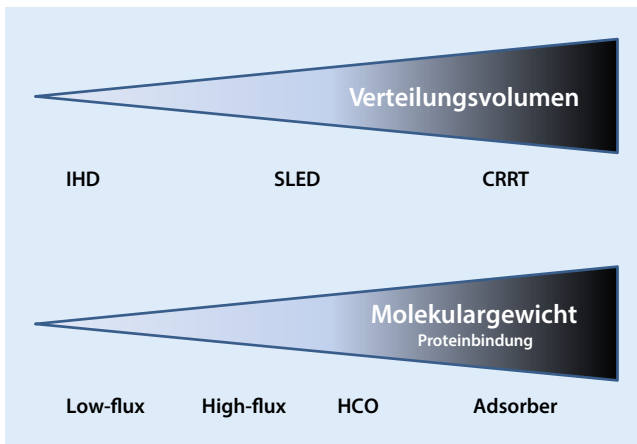 Verteilungsvolumen
IHD SLED CRRT
Molekulargewicht
Proteinbindung
Low-flux High-flux HCO Adsorber